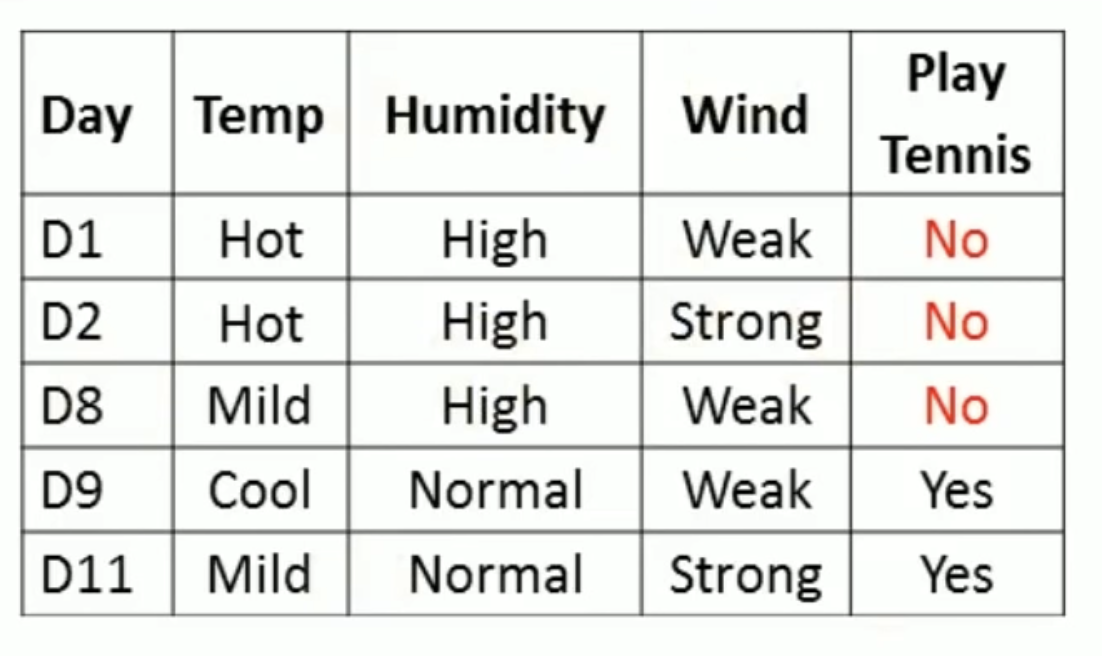 Day Temp Humidity Wind Play Tennis
D1 Hot High Weak No
D2 Hot High Strong No
D8 Mild High Weak No
D9 Cool Normal Weak Yes
D11 Mild Normal Strong Yes